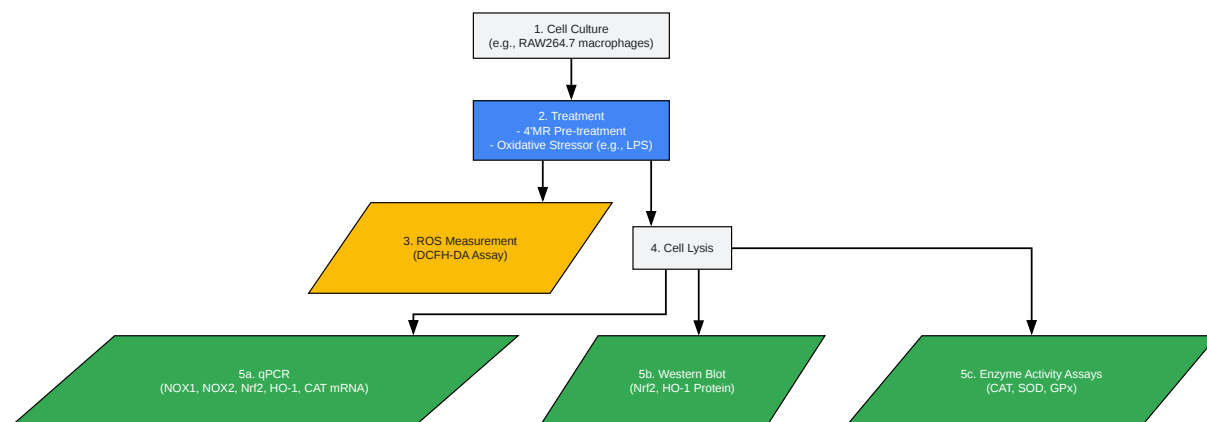 1. Cell Culture
(e.g., RAW264.7 macrophages)
2. Treatment
- 4'MR Pre-treatment
- Oxidative Stressor (e.g., LPS)
3. ROS Measurement
(DCFH-DA Assay)
4. Cell Lysis
5a. qPCR
(NOX1, NOX2, Nrf2, HO-1, CAT mRNA)
5b. Western Blot
(Nrf2, HO-1 Protein)
5c. Enzyme Activity Assays
(CAT, SOD, GPx)